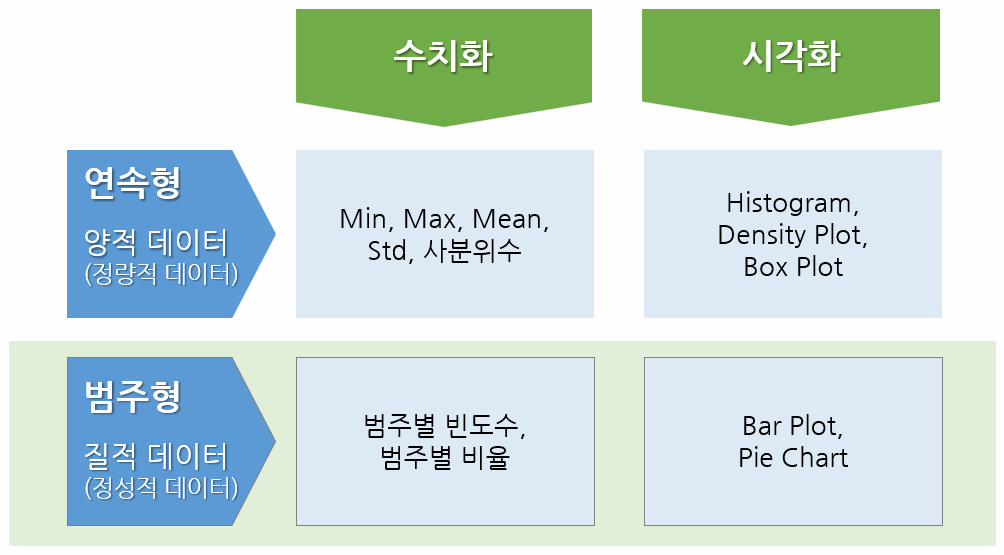 수치화
시각화
연속형
양적 데이터
(정량적 데이터)
Min, Max, Mean,
Std, 사분위수
Histogram,
Density Plot,
Box Plot
범주형
질적 데이터
(정성적 데이터)
범주별 빈도수,
범주별 비율
Bar Plot,
Pie Chart